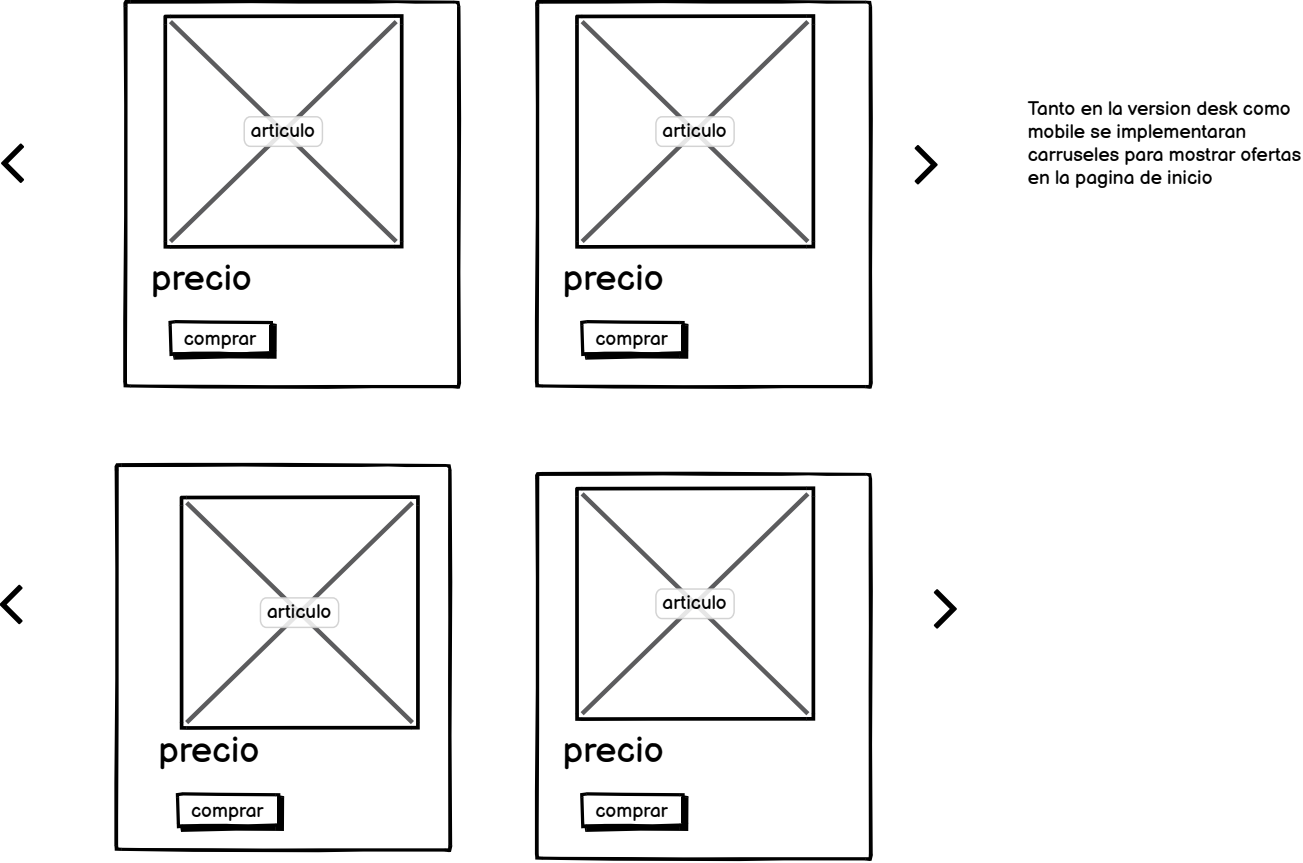 articulo
precio
comprar
articulo
precio
comprar
Tanto en la version desk como
mobile se implementaran
carruseles para mostrar ofertas
en la pagina de inicio
articulo
precio
comprar
articulo
precio
comprar